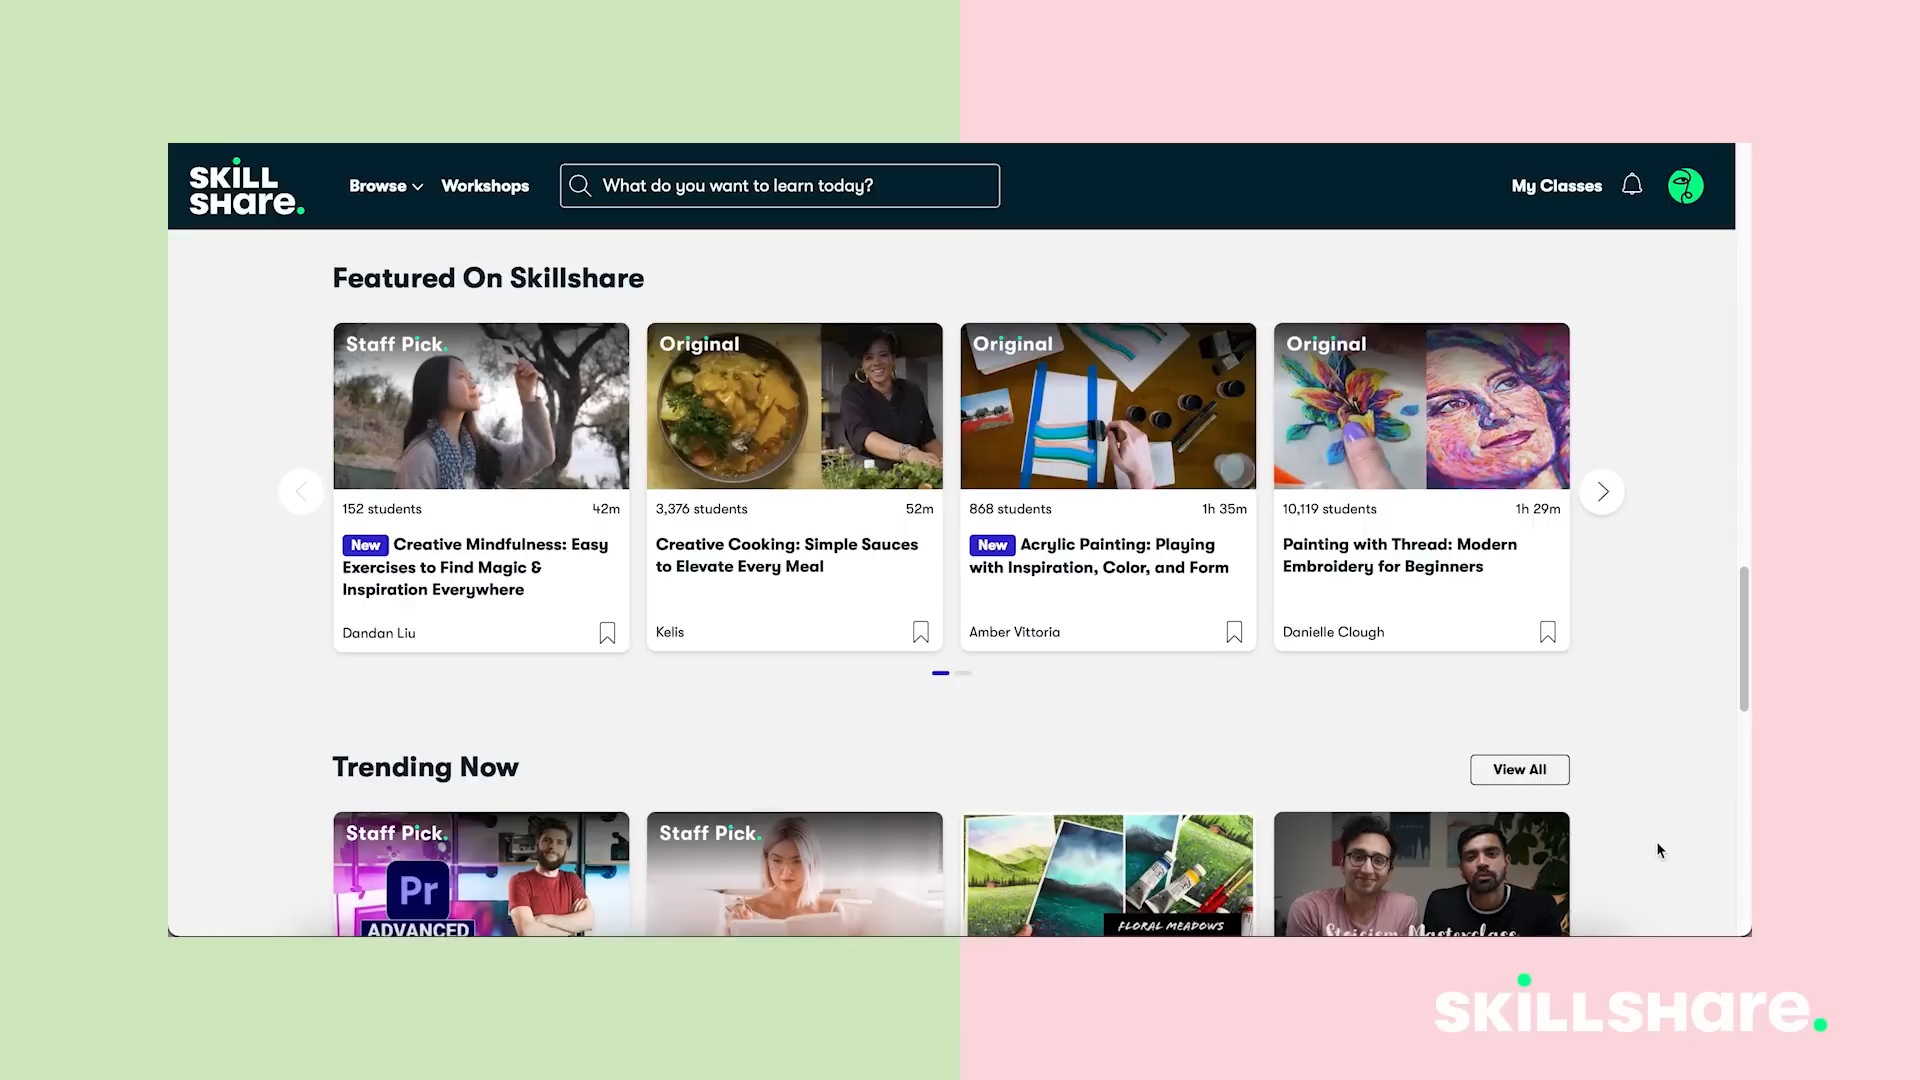 SKILL
SHare.
Browse
Workshops
What do you want to learn today?
My Classes
Featured On Skillshare
Staff Pick.
Original
Original
Original
152 students
42m
3,376 students
52m
868 students
1h 35m
10,119 students
1h 29m
New Creative Mindfulness: Easy
Exercises to Find Magic &
Inspiration Everywhere
Creative Cooking: Simple Sauces
to Elevate Every Meal
New Acrylic Painting: Playing
with Inspiration, Color, and Form
Painting with Thread: Modern
Embroidery for Beginners
Dandan Liu
Kelis
Amber Vittoria
Danielle Clough
Trending Now
View All
Staff Pick.
Staff Pick.
Pr
ADVANCED
FLORAL MEADOWS
Stoicism Masterclass
SKILLSHare.